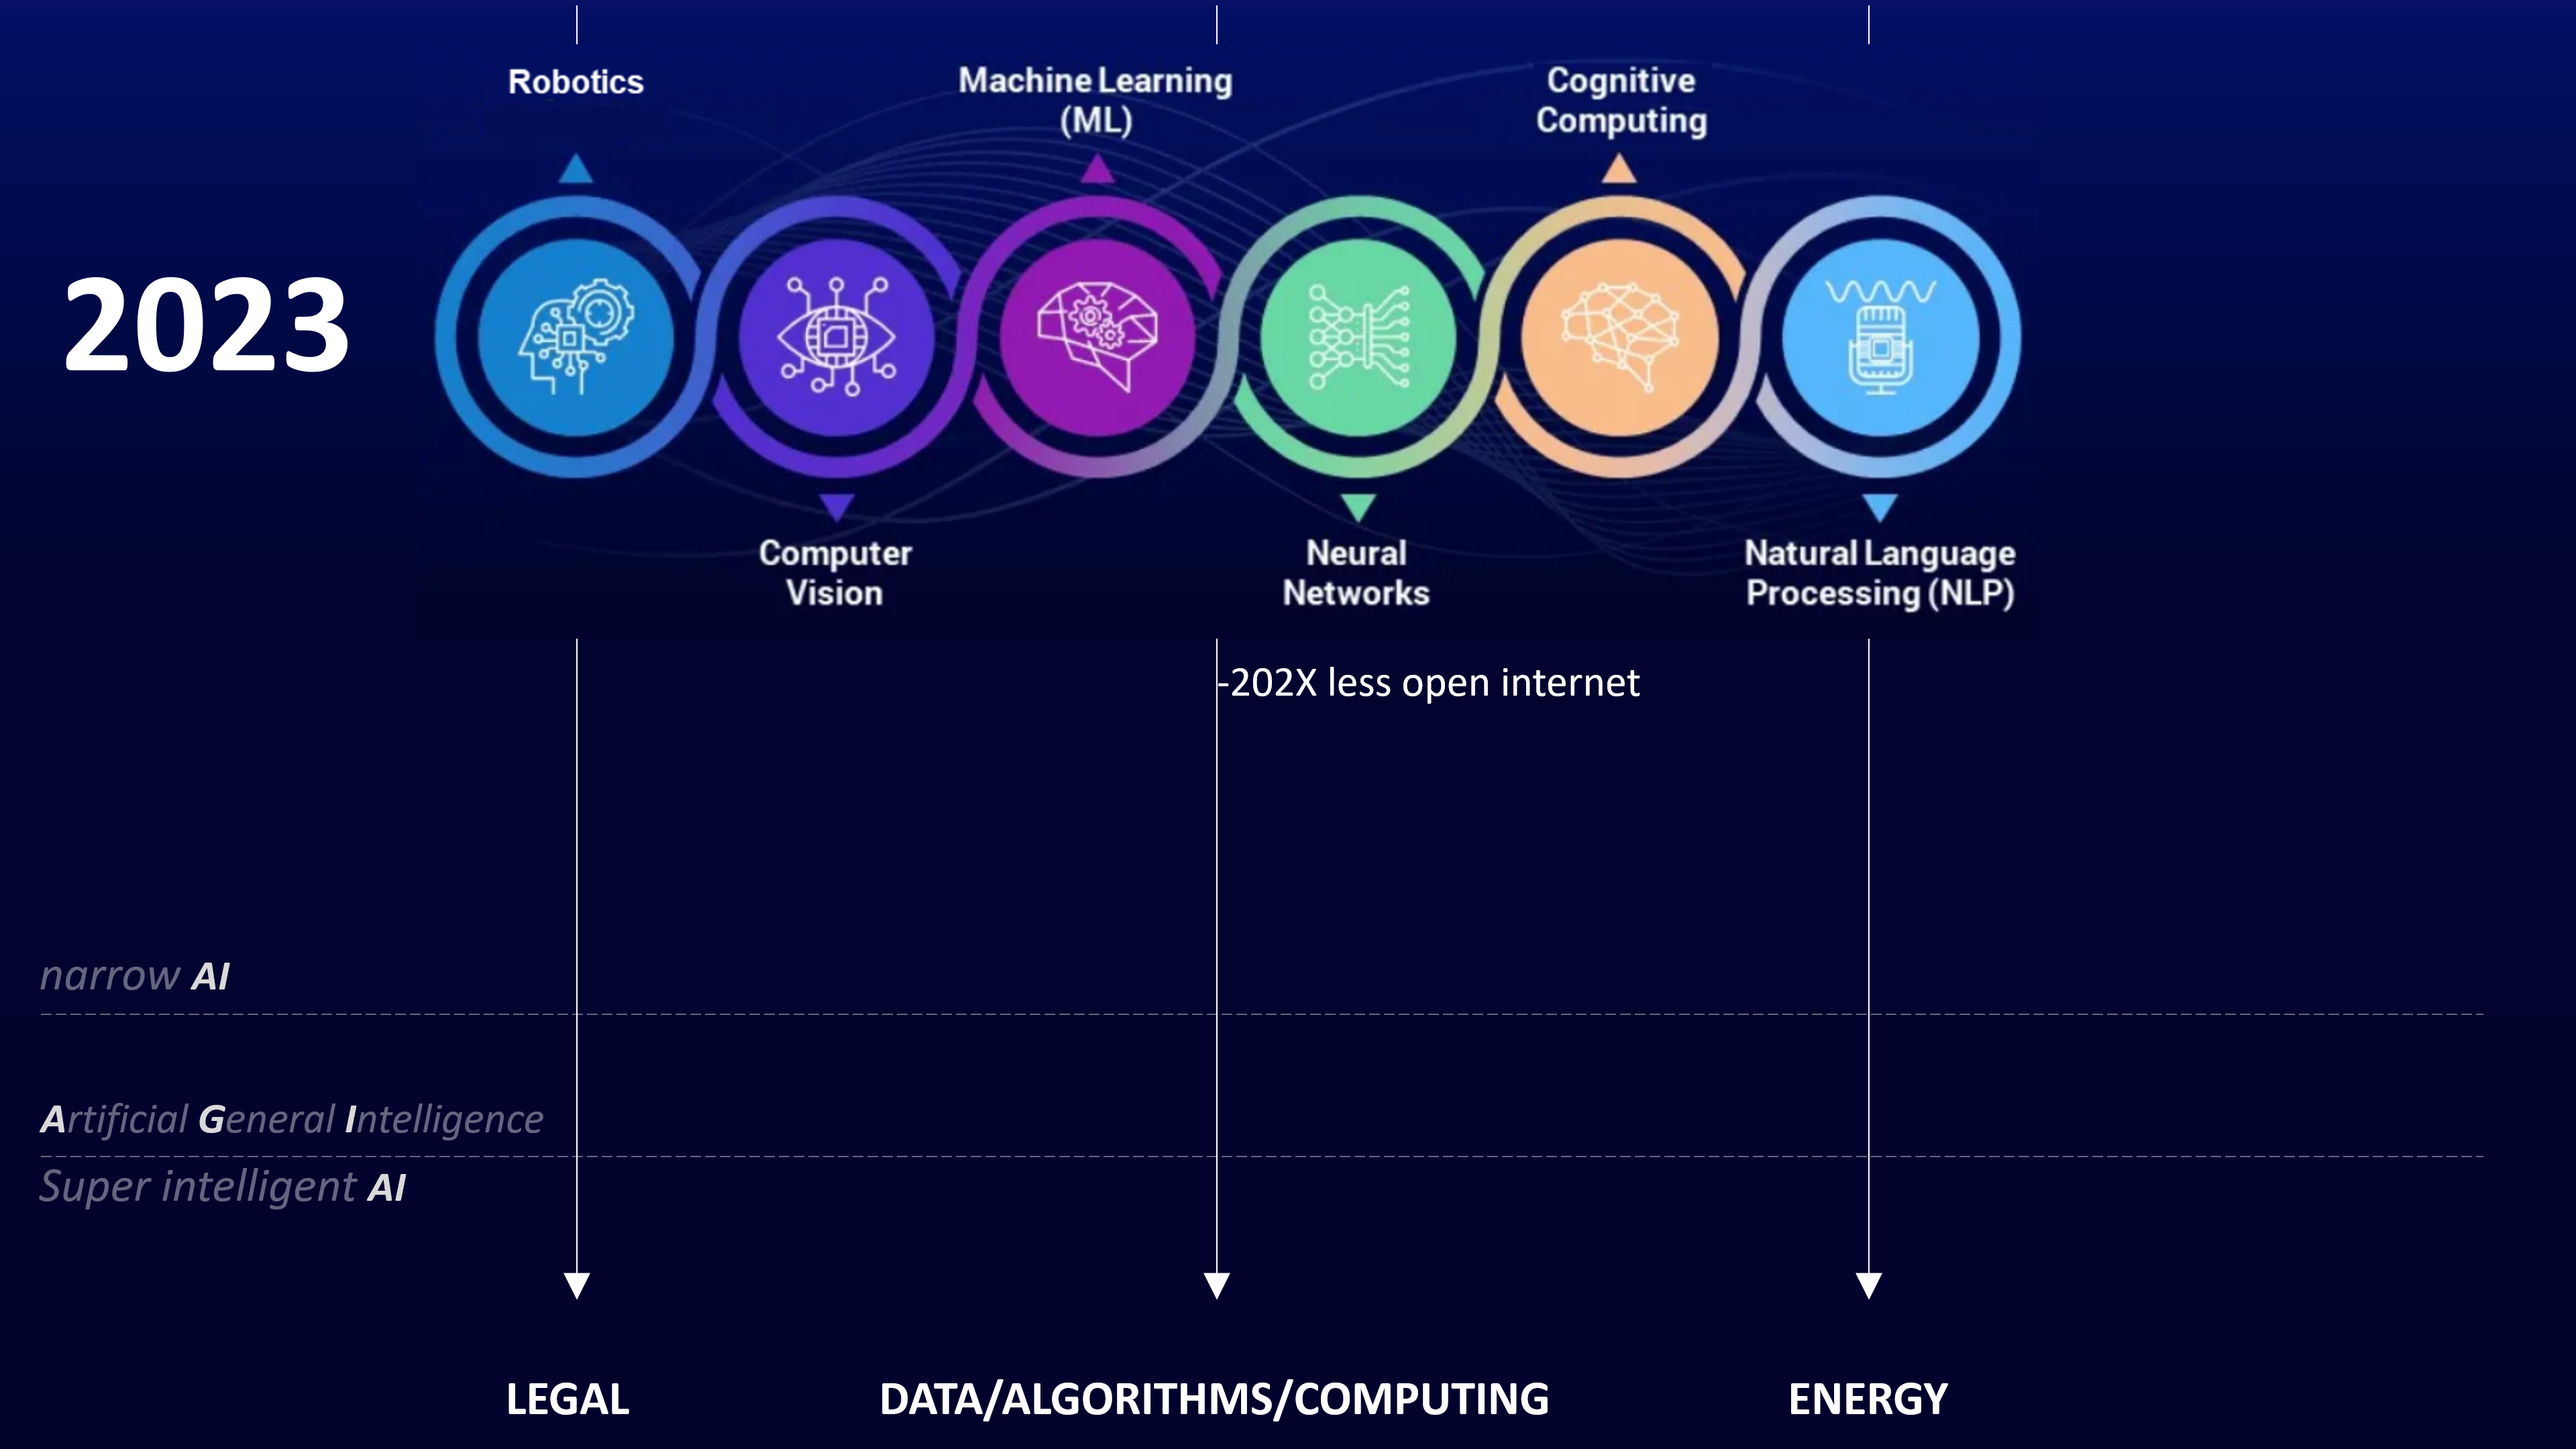 Robotics
Machine Learning
(ML)
Cognitive
Computing
2023
Computer
Vision
Neural
Networks
Natural Language
Processing (NLP)
-202X less open internet
narrow AI
Artificial General Intelligence
Super intelligent AI
LEGAL
DATA/ALGORITHMS/COMPUTING
ENERGY